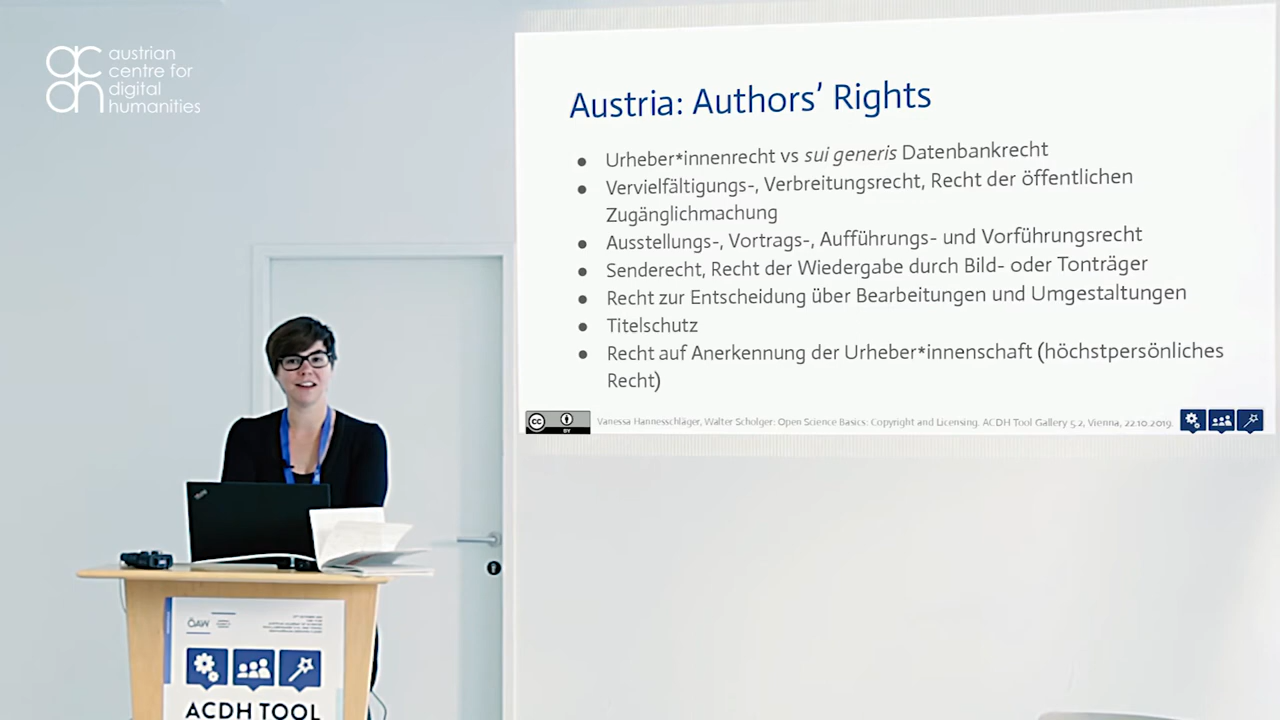 austrian
centre for
digital
humanities
Austria: Authors' Rights
● Urheber*innenrecht vs sui generis Datenbankrecht
● Vervielfältigungs-, Verbreitungsrecht, Recht der öffentlichen
Zugänglichmachung
● Ausstellungs-, Vortrags-, Aufführungs- und Vorführungsrecht
● Senderecht, Recht der Wiedergabe durch Bild- oder Tonträger
● Recht zur Entscheidung über Bearbeitungen und Umgestaltungen
● Titelschutz
● Recht auf Anerkennung der Urheber*innenschaft (höchstpersönliches
Recht)
cc BY
Vanessa Hannesschläger, Walter Scholger: Open Science Basics: Copyright and Licensing. ACDH Tool Gallery 5.2, Vienna, 22.10.2019.
ÖAW
ACDH TOOL